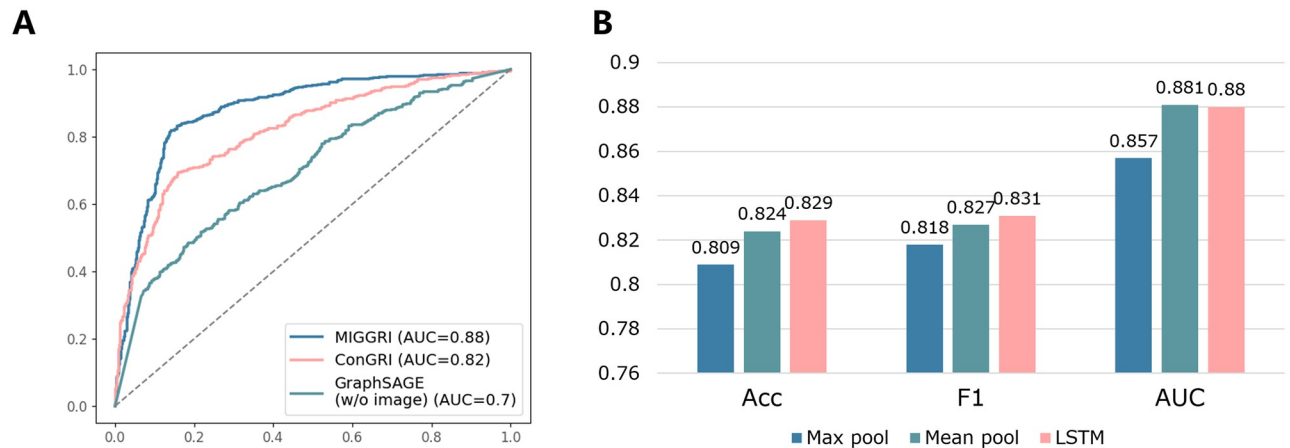 A
1.0
0.8
0.6
0.4
0.2
0.0
0.0 0.2 0.4 0.6 0.8 1.0
MIGGRI (AUC=0.88)
ConGRI (AUC=0.82)
GraphSAGE
(w/o image) (AUC=0.7)
B
0.9
0.88
0.86
0.84
0.82
0.8
0.78
0.76
0.809 0.824 0.829
0.818 0.827 0.831
0.857 0.881 0.88
Acc F1 AUC
Max pool Mean pool LSTM